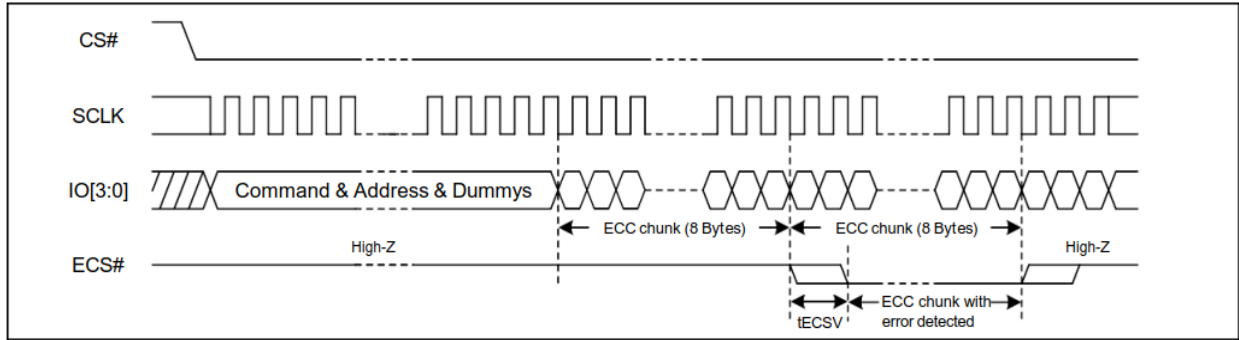 CS#
SCLK
IO[3:0]
Command & Address & Dummys
ECC chunk (8 Bytes)
ECC chunk (8 Bytes)
High-Z
High-Z
ECS#
ECC chunk with
error detected
tECSV